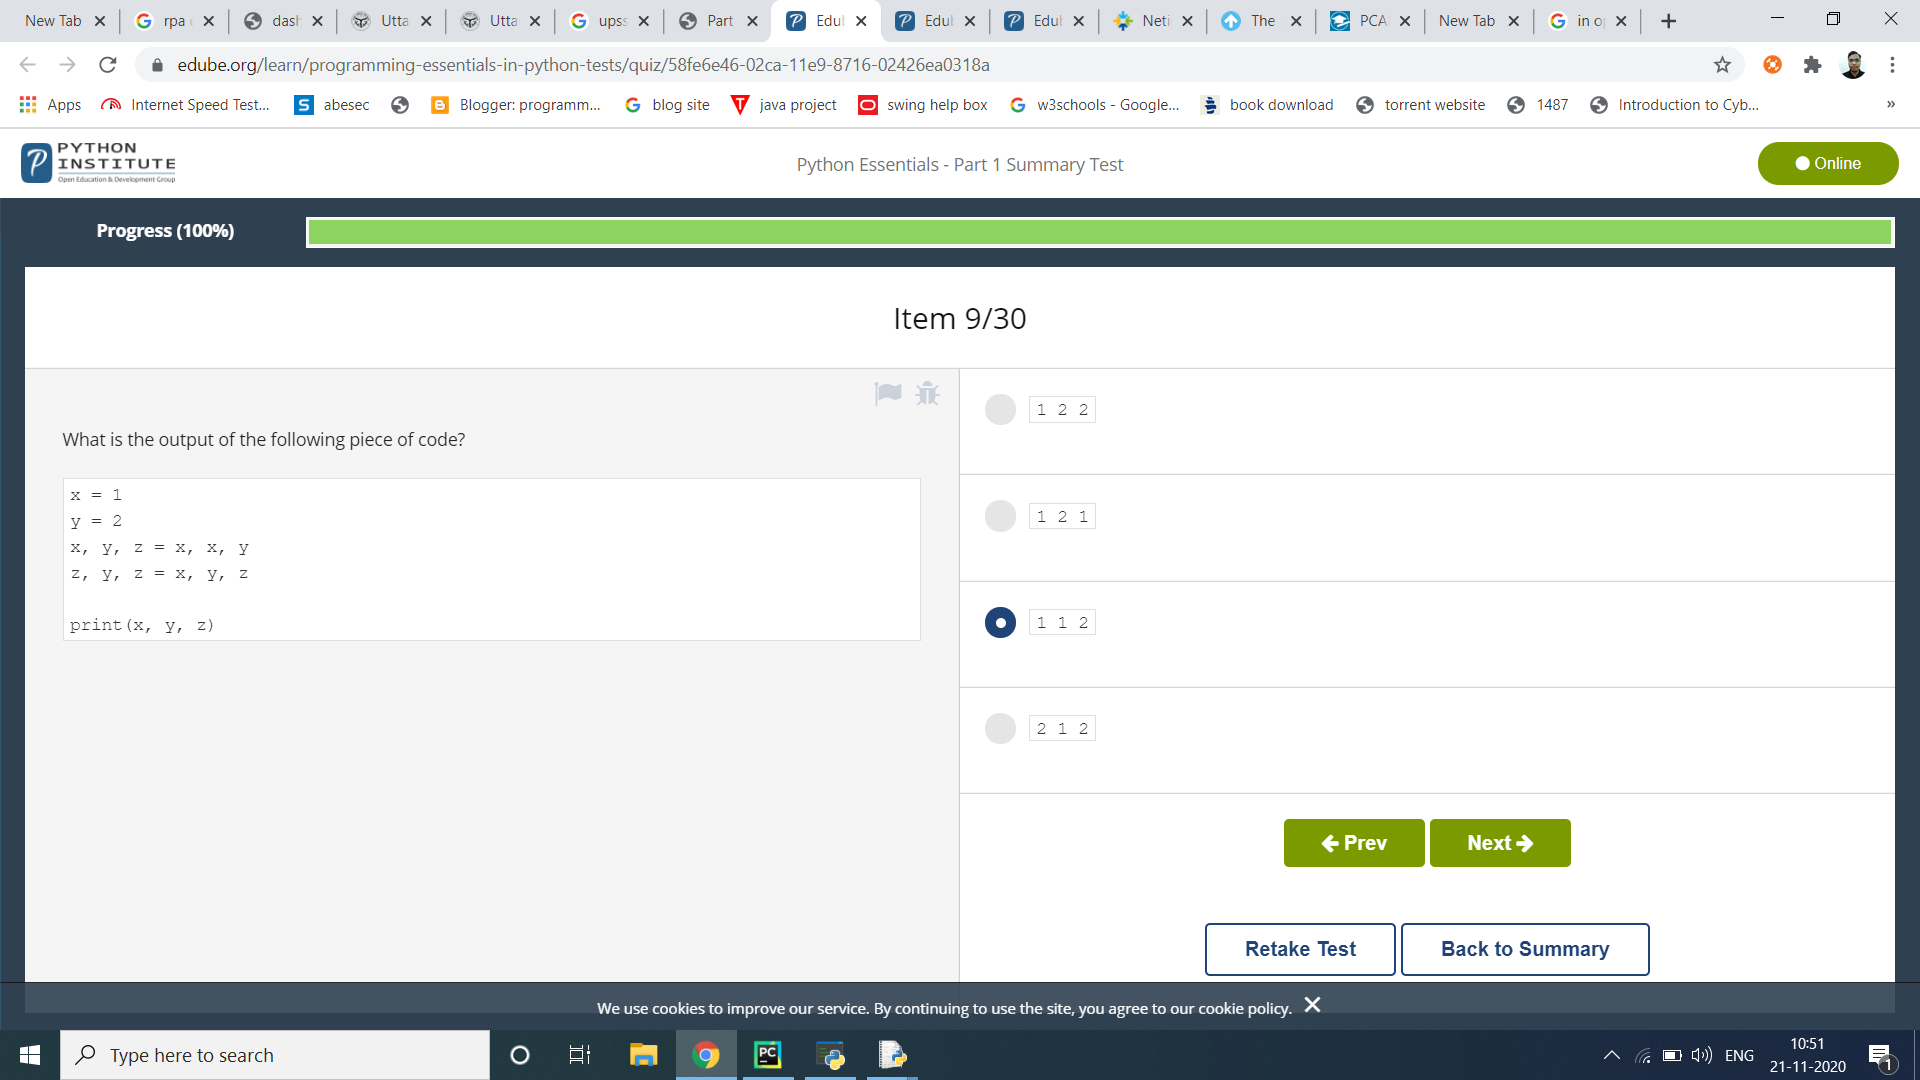 New Tab
rpa
dash
Utta
Utta
upss
Part
Edu
Edu
Edu
Neti
The
PCA
New Tab
in o
edube.org/learn/programming-essentials-in-python-tests/quiz/58fe6e46-02ca-11e9-8716-02426ea0318a
Apps Internet Speed Test... abesec Blogger: programm... blog site java project swing help box w3schools - Google... book download torrent website 1487 Introduction to Cyb... »
PYTHON
INSTITUTE
Open Education & Development Group
Python Essentials - Part 1 Summary Test
Online
Progress (100%)
Item 9/30
What is the output of the following piece of code?
x = 1
y = 2
x, y, z = x, x, y
z, y, z = x, y, z
print(x, y, z)
1 2 2
1 2 1
1 1 2
2 1 2
Prev
Next
Retake Test
Back to Summary
We use cookies to improve our service. By continuing to use the site, you agree to our cookie policy. ✕
Type here to search
PC
ENG
10:51
21-11-2020
1